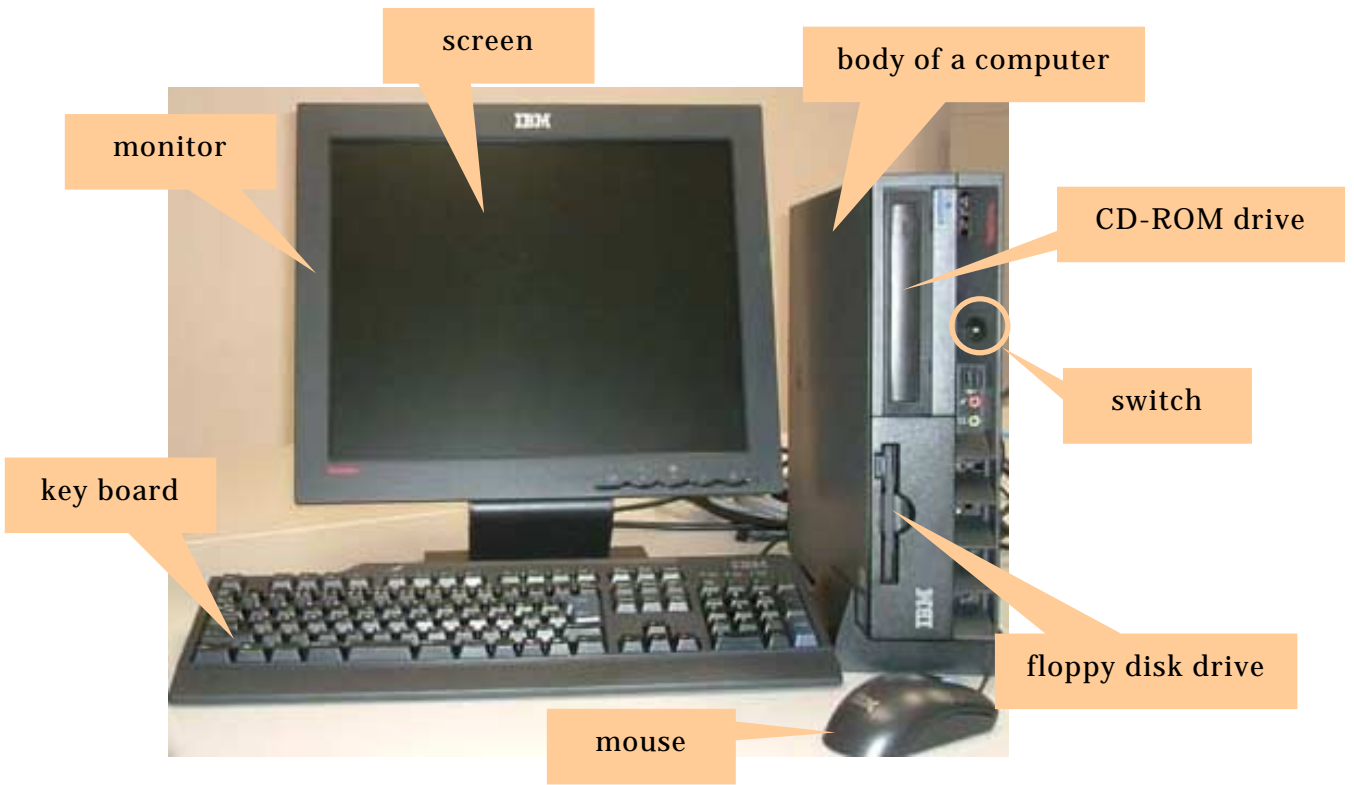 screen
body of a computer
monitor
IBM
CD-ROM drive
switch
key board
IBM
floppy disk drive
mouse